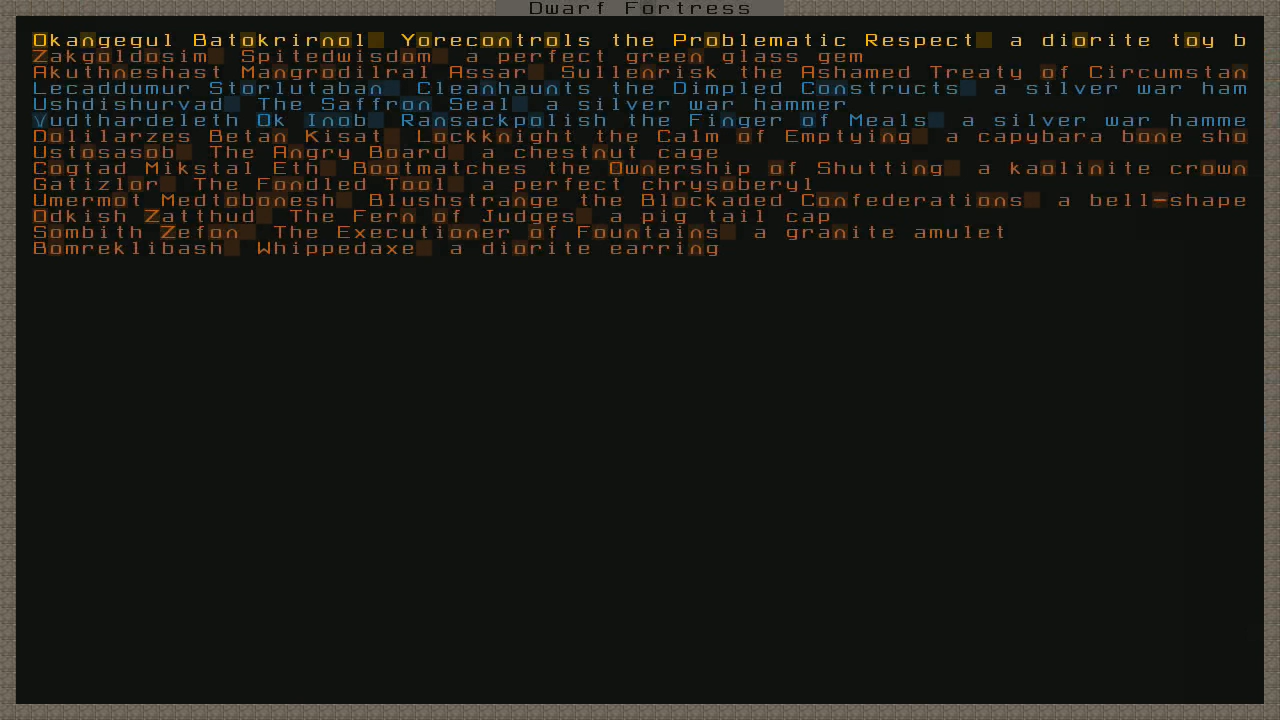 Dwarf Fortress
Okangegul Batokrirnol Yorecontrols the Problematic Respect a diorite toy b
Zakgoldosim Spitedwisdom a perfect green glass gem
Akuthneshast Mangrodilral Assar Sullenrisk the Ashamed Treaty of Circumstan
Lecaddumur Storlutaban Cleanhaunts the Dimpled Constructs a silver war ham
Ushdishurvad The Saffron Seal a silver war hammer
Vudthardeleth Ok Inob Ransackpolish the Finger of Meals a silver war hamme
Dolilarzes Betan Kisat Lockknight the Calm of Emptying a capybara bone sho
Ustosasob The Angry Board a chestnut cage
Cogtad Mikstal Eth Bootmatches the Ownership of Shutting a kaolinite crown
Gatizlor The Fondled Tool a perfect chrysoberyl
Umermot Medtobonesh Blushstrange the Blockaded Confederations a bell-shape
Odkish Zatthud The Fern of Judges a pig tail cap
Sombith Zefon The Executioner of Fountains a granite amulet
Bomreklibash Whippedaxe a diorite earring